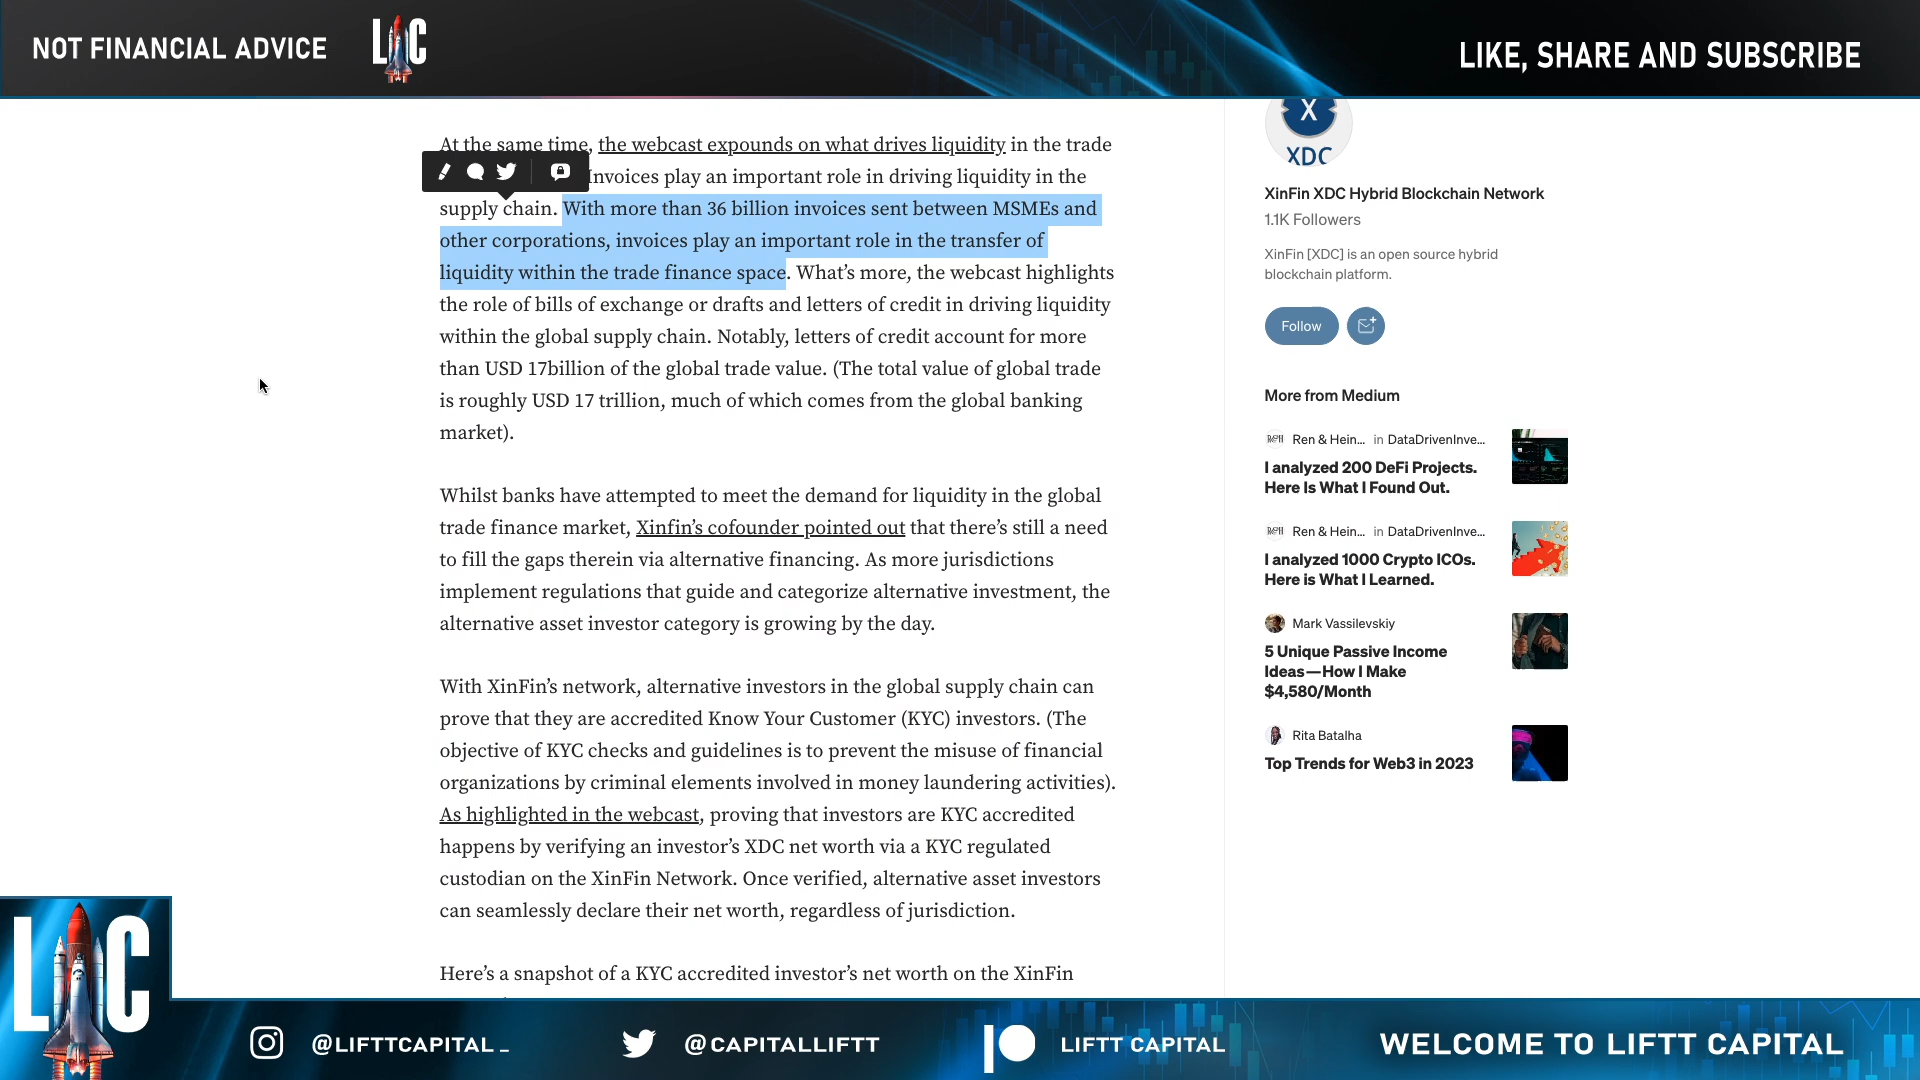 NOT FINANCIAL ADVICE
LC
LIKE, SHARE AND SUBSCRIBE
At the same time, the webcast expounds on what drives liquidity in the trade
Invoices play an important role in driving liquidity in the
supply chain. With more than 36 billion invoices sent between MSMEs and
other corporations, invoices play an important role in the transfer of
liquidity within the trade finance space. What’s more, the webcast highlights
the role of bills of exchange or drafts and letters of credit in driving liquidity
within the global supply chain. Notably, letters of credit account for more
than USD 17billion of the global trade value. (The total value of global trade
is roughly USD 17 trillion, much of which comes from the global banking
market).
Whilst banks have attempted to meet the demand for liquidity in the global
trade finance market, Xinfin’s cofounder pointed out that there’s still a need
to fill the gaps therein via alternative financing. As more jurisdictions
implement regulations that guide and categorize alternative investment, the
alternative asset investor category is growing by the day.
With XinFin’s network, alternative investors in the global supply chain can
prove that they are accredited Know Your Customer (KYC) investors. (The
objective of KYC checks and guidelines is to prevent the misuse of financial
organizations by criminal elements involved in money laundering activities).
As highlighted in the webcast, proving that investors are KYC accredited
happens by verifying an investor’s XDC net worth via a KYC regulated
custodian on the XinFin Network. Once verified, alternative asset investors
can seamlessly declare their net worth, regardless of jurisdiction.
Here’s a snapshot of a KYC accredited investor’s net worth on the XinFin
X
XDC
XinFin XDC Hybrid Blockchain Network
1.1K Followers
XinFin [XDC] is an open source hybrid
blockchain platform.
Follow
More from Medium
Ren & Hein... in DataDrivenInve...
I analyzed 200 DeFi Projects.
Here Is What I Found Out.
Ren & Hein... in DataDrivenInve...
I analyzed 1000 Crypto ICOs.
Here is What I Learned.
Mark Vassilevskiy
5 Unique Passive Income
Ideas — How I Make
$4,580/Month
Rita Batalha
Top Trends for Web3 in 2023
LC
@LIFTTCAPITAL_
@CAPITALLIFTT
LIFTT CAPITAL
WELCOME TO LIFTT CAPITAL